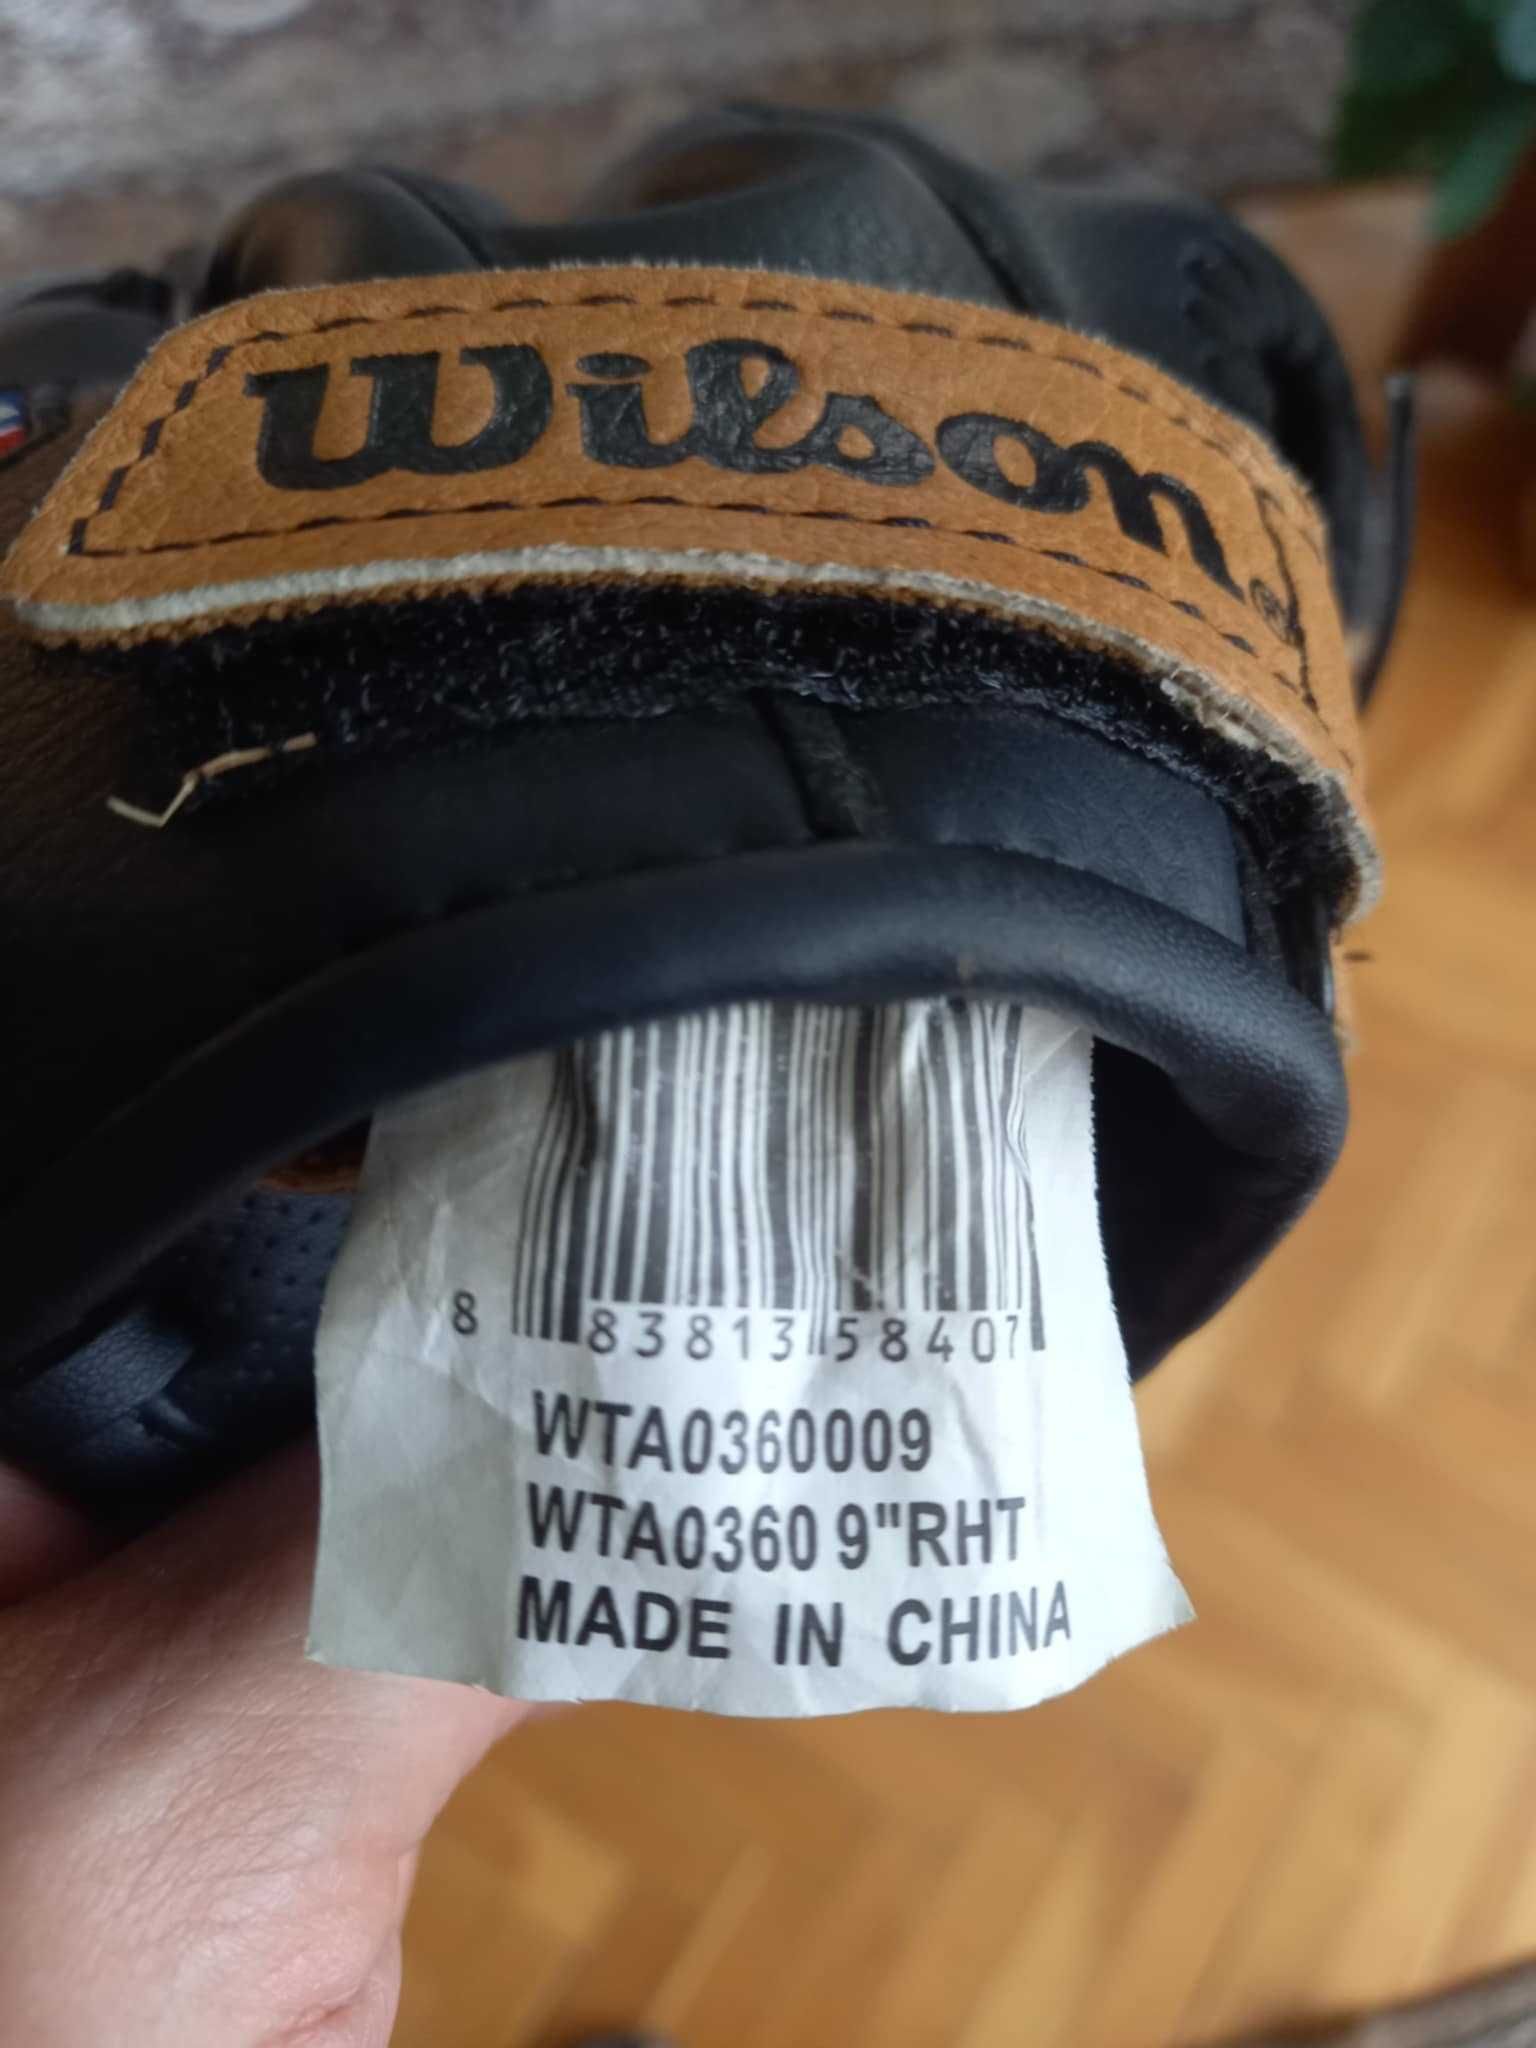 Wilson®
8 83813 58407
WTA0360009
WTA0360 9"RHT
MADE IN CHINA